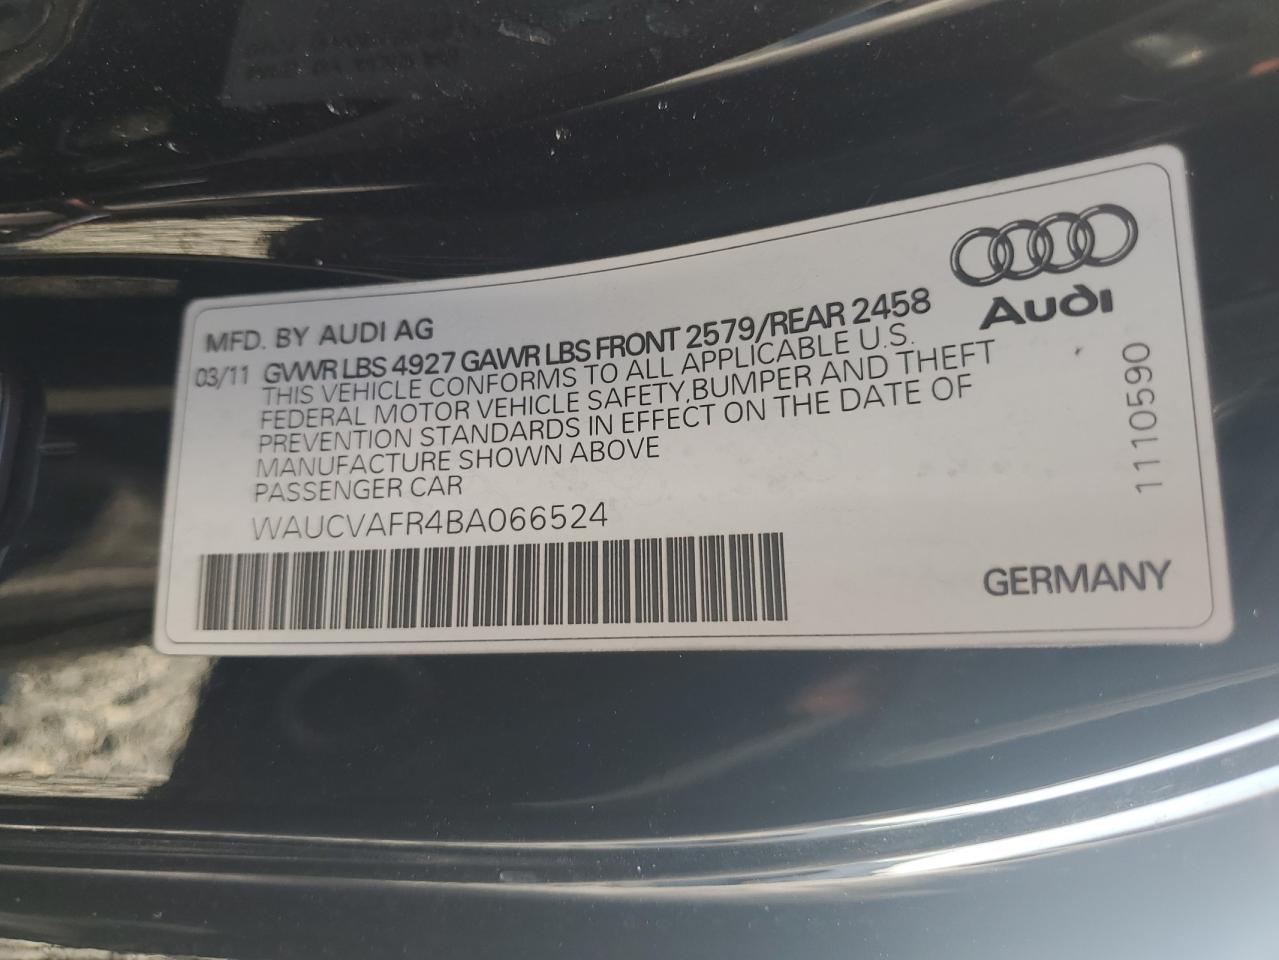 Audi
MFD. BY AUDI AG
03/11 GVWR LBS 4927 GAWR LBS FRONT 2579/REAR 2458
THIS VEHICLE CONFORMS TO ALL APPLICABLE U.S.
FEDERAL MOTOR VEHICLE SAFETY,BUMPER AND THEFT
PREVENTION STANDARDS IN EFFECT ON THE DATE OF
MANUFACTURE SHOWN ABOVE
PASSENGER CAR
WAUCVAFR4BA066524
GERMANY
1110590